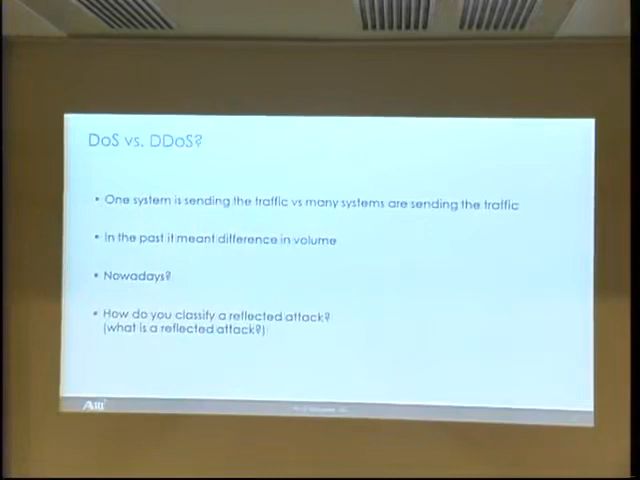 DoS vs. DDoS?
• One system is sending the traffic vs many systems are sending the traffic
• In the past it meant difference in volume
• Nowadays?
• How do you classify a reflected attack?
(what is a reflected attack?)